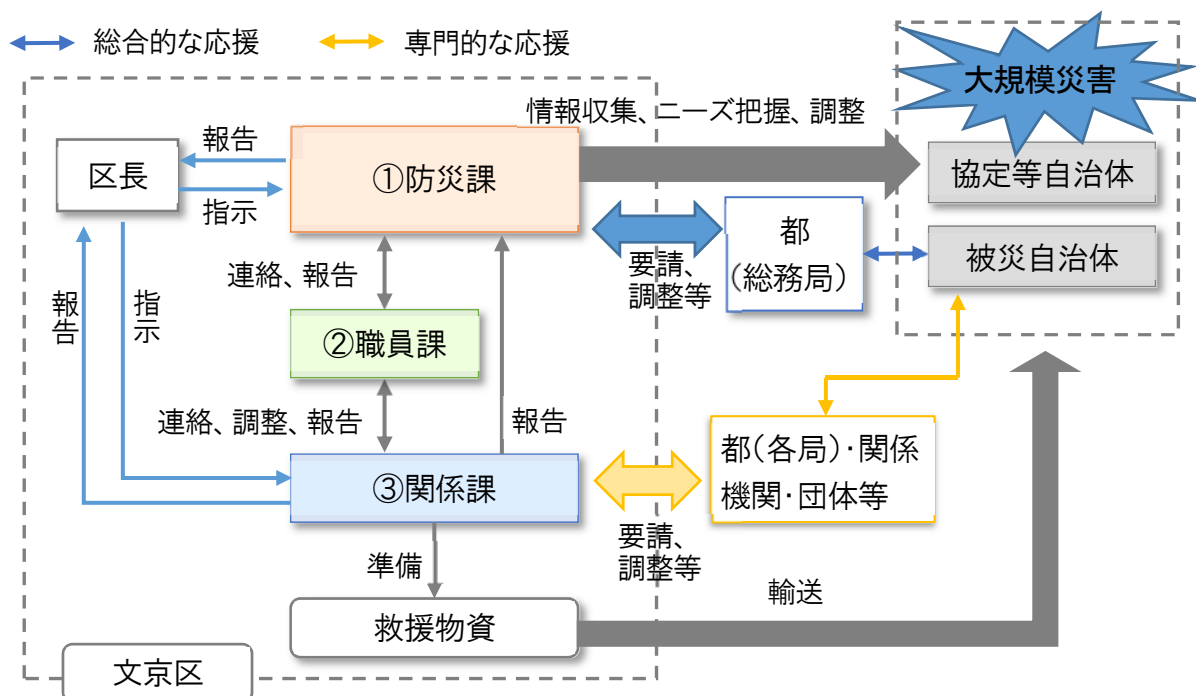 総合的な応援
専門的な応援
大規模災害
情報収集、ニーズ把握、調整
報告
区長
①防災課
協定等自治体
指示
都
(総務局)
被災自治体
要請、
調整等
連絡、報告
報告
指示
②職員課
連絡、調整、報告
報告
都(各局)・関係
機関・団体等
③関係課
要請、
調整等
準備
輸送
救援物資
文京区